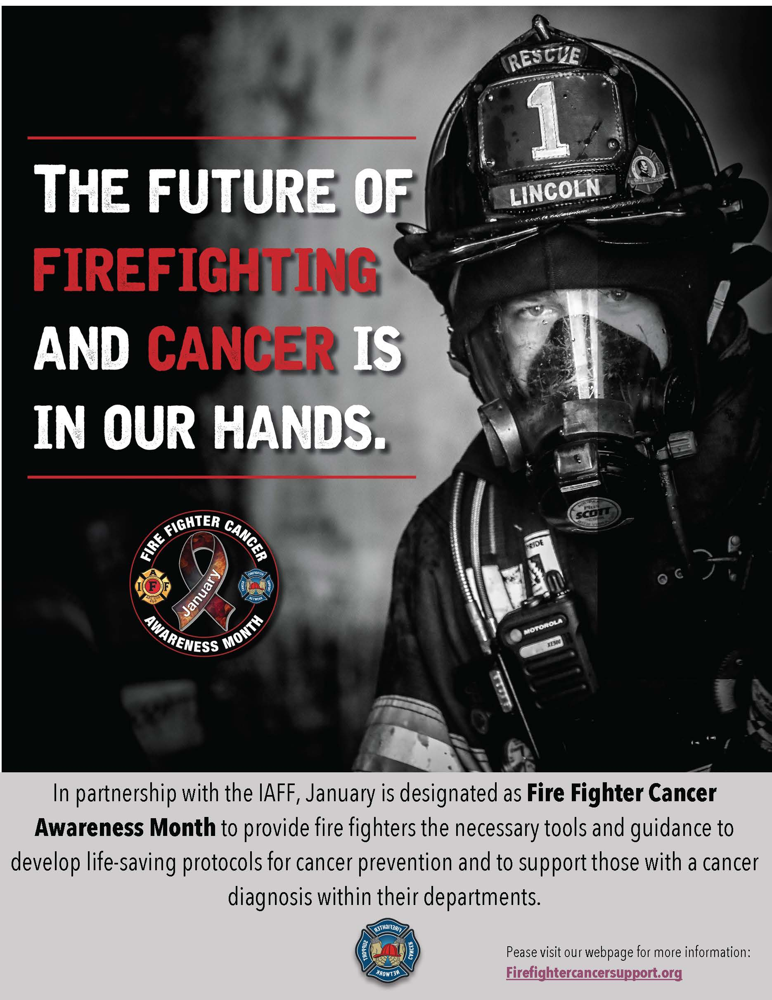 RESCUE
1
LINCOLN
THE FUTURE OF
FIREFIGHTING
AND CANCER IS
IN OUR HANDS.
SCOTT
FIRE FIGHTER CANCER
IAFF
AFL-CIO
CLC
January
FIREFIGHTER
CANCER
SUPPORT
NETWORK
AWARENESS MONTH
MOTOROLA
In partnership with the IAFF, January is designated as Fire Fighter Cancer
Awareness Month to provide fire fighters the necessary tools and guidance to
develop life-saving protocols for cancer prevention and to support those with a cancer
diagnosis within their departments.
FIREFIGHTER
SUPPORT
CANCER
NETWORK
Pease visit our webpage for more information:
Firefightercancersupport.org